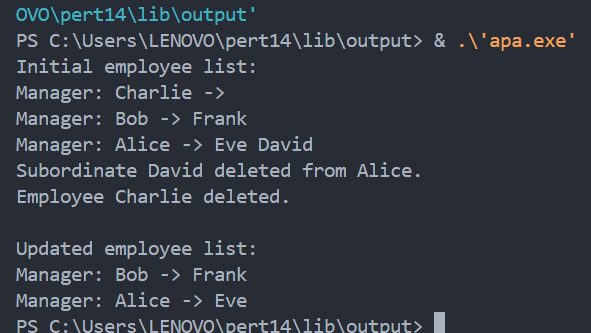 OVO\pert14\lib\output'
PS C:\Users\LENOVO\pert14\lib\output> & .\'apa.exe'
Initial employee list:
Manager: Charlie ->
Manager: Bob -> Frank
Manager: Alice -> Eve David
Subordinate David deleted from Alice.
Employee Charlie deleted.

Updated employee list:
Manager: Bob -> Frank
Manager: Alice -> Eve
PS C:\Users\LENOVO\pert14\lib\output>